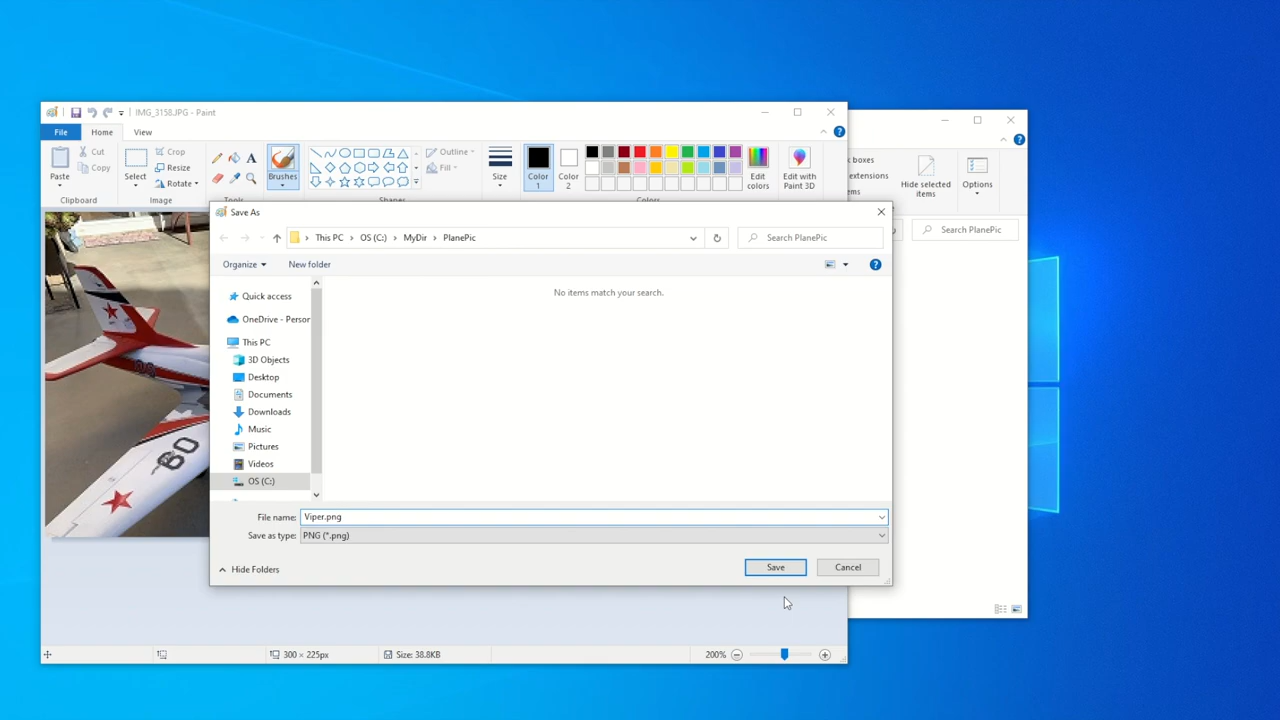 IMG_3158.JPG - Paint
File Home View
Paste
Cut
Copy
Clipboard
Select
Crop
Resize
Rotate
Image
A
Tools
Brushes
Outline
Fill
Shapes
Size
Color 1
Color 2
Edit colors
Edit with Paint 3D
Colors
k boxes
extensions
ms
Hide selected items
Options
Search PlanePic
Save As
This PC > OS (C:) > MyDir > PlanePic
Search PlanePic
Organize New folder
No items match your search.
Quick access
OneDrive - Person
This PC
3D Objects
Desktop
Documents
Downloads
Music
Pictures
Videos
OS (C:)
60
File name: Viper.png
Save as type: PNG (*.png)
Hide Folders
Save Cancel
300 × 225px Size: 38.8KB 200%